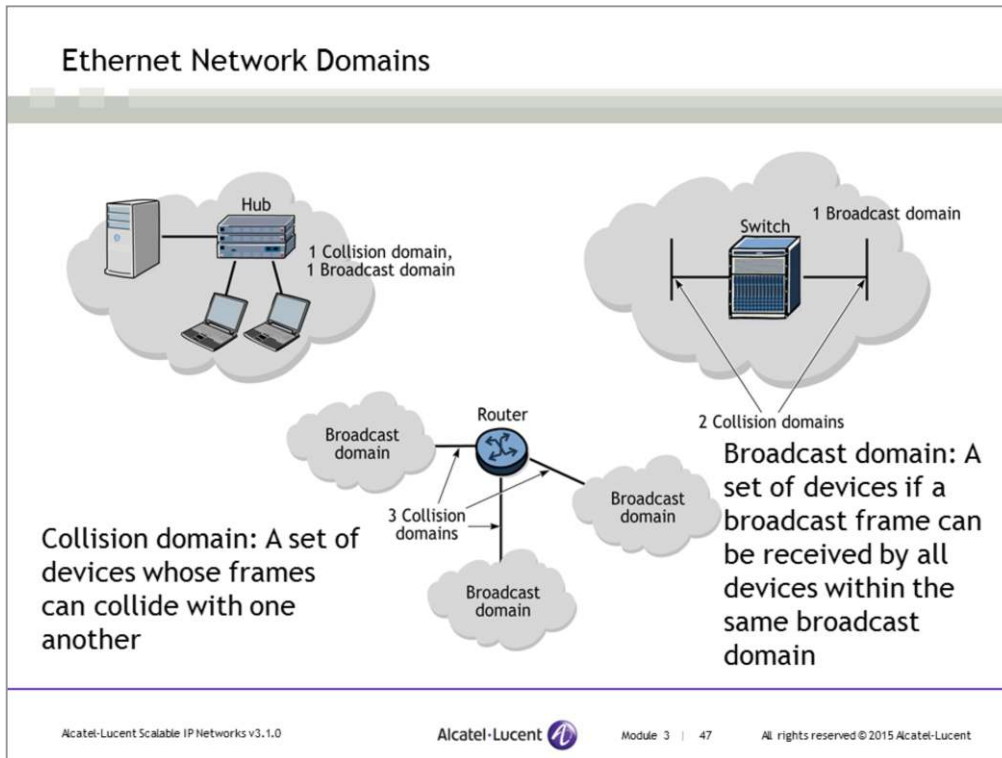 Ethernet Network Domains
Hub
1 Collision domain,
1 Broadcast domain
Switch
1 Broadcast domain
2 Collision domains
Router
Broadcast
domain
3 Collision
domains
Broadcast
domain
Broadcast
domain
Collision domain: A set of
devices whose frames
can collide with one
another
Broadcast domain: A
set of devices if a
broadcast frame can
be received by all
devices within the
same broadcast
domain
Alcatel-Lucent Scalable IP Networks v3.1.0
Alcatel·Lucent
Module 3 | 47
All rights reserved © 2015 Alcatel-Lucent